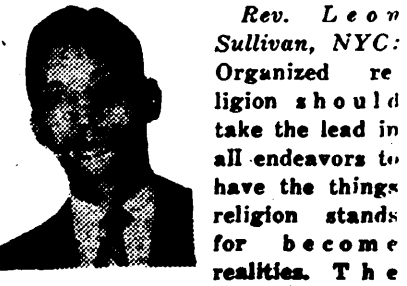 Rev. Leon
Sullivan, NYC:
Organized re
ligion should
take the lead in
all endeavors to
have the things
religion stands
for become
realities. The